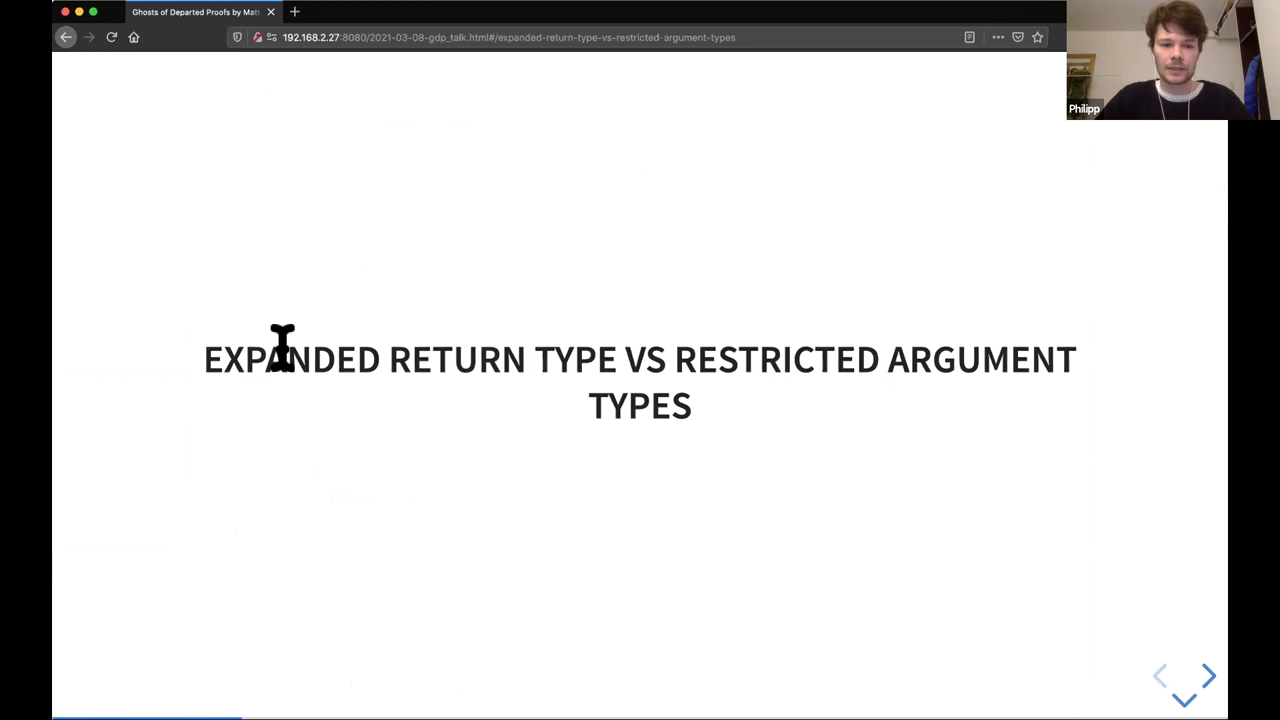 Ghosts of Departed Proofs by Mat
192.168.2.27:8080/2021-03-08-gdp_talk.html#/expanded-return-type-vs-restricted-argument-types
Philipp
EXPANDED RETURN TYPE VS RESTRICTED ARGUMENT
TYPES